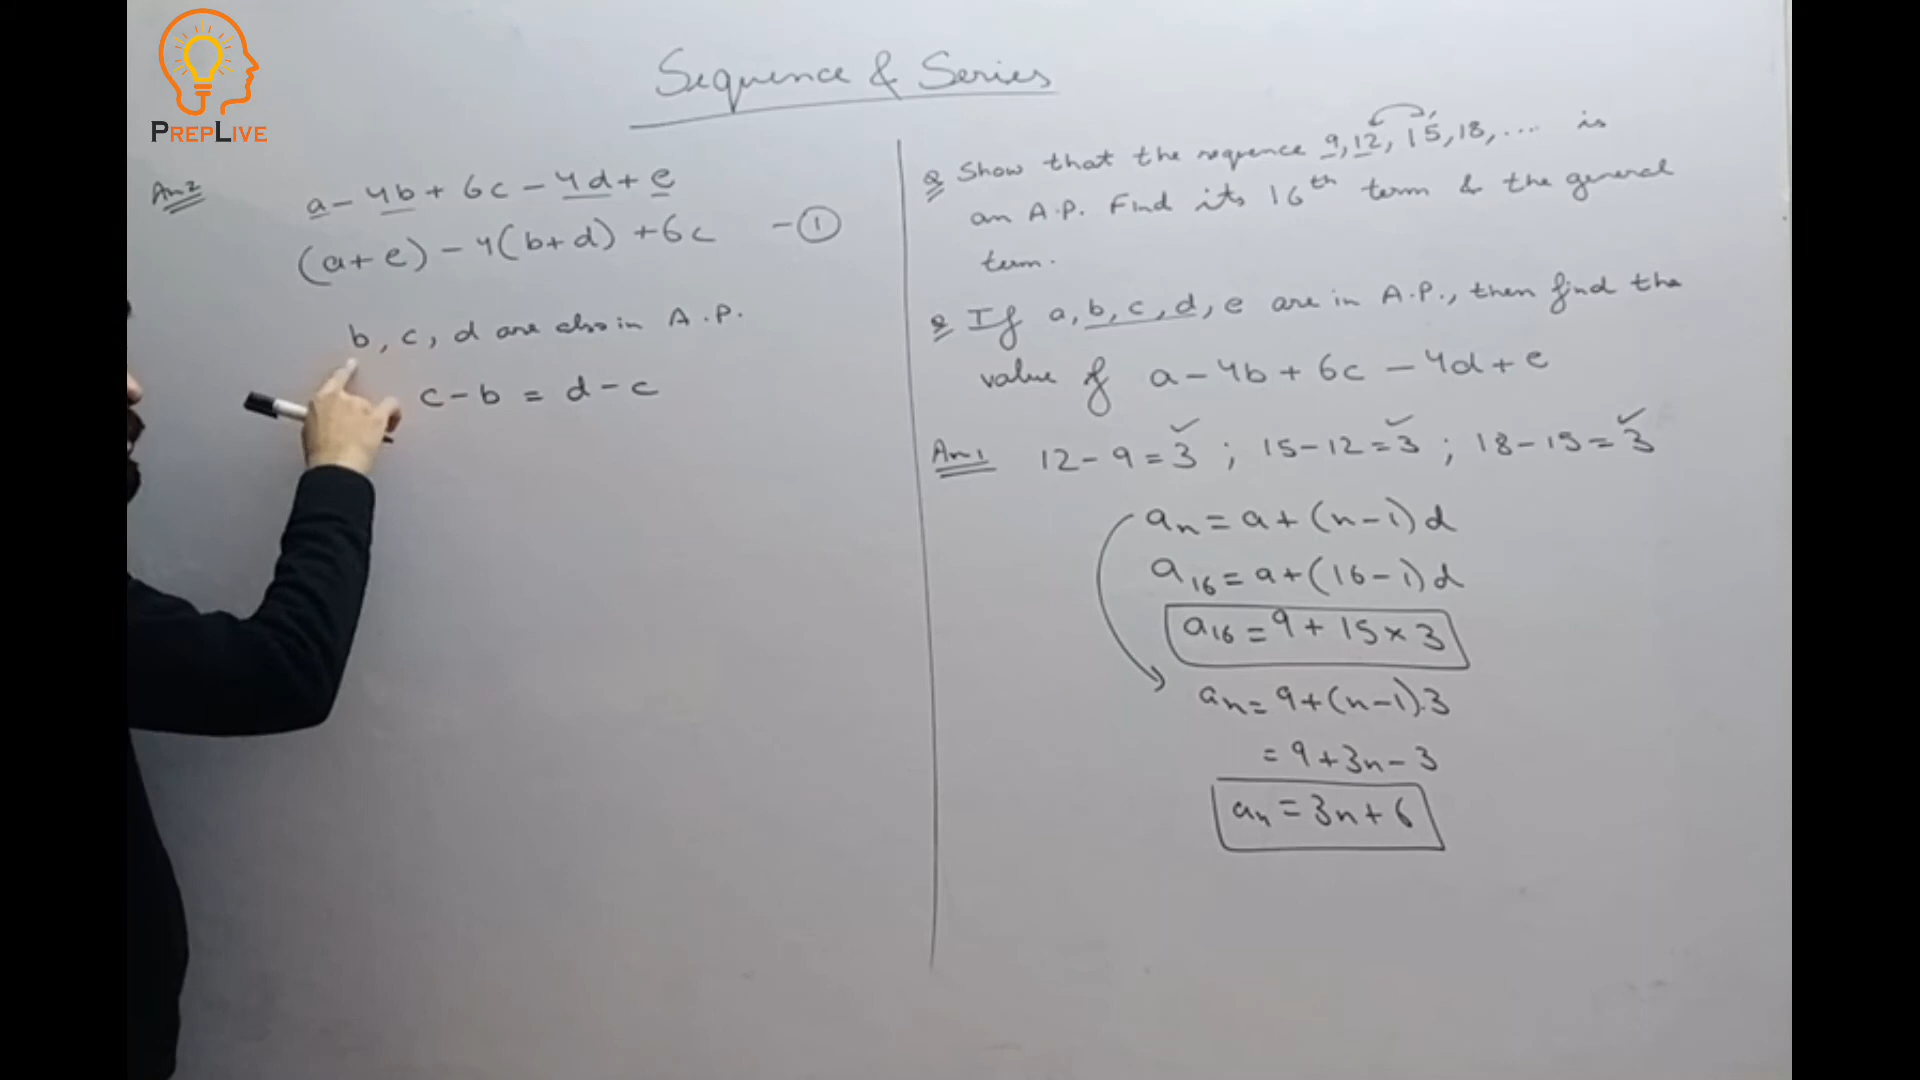 PREPLIVE
Sequence & Series
Ans2
a - 4b + 6c - 4d + e
(a + e) - 4(b + d) + 6c - ①
b, c, d are also in A.P.
c - b = d - c
Q Show that the sequence 9, 12, 15, 18, ... is
an A.P. Find its 16th term & the general
term.
Q If a, b, c, d, e are in A.P., then find the
value of a - 4b + 6c - 4d + e
Ans1 12 - 9 = 3 ; 15 - 12 = 3 ; 18 - 15 = 3
an = a + (n - 1) d
a16 = a + (16 - 1) d
a16 = 9 + 15 × 3
an = 9 + (n - 1).3
= 9 + 3n - 3
an = 3n + 6